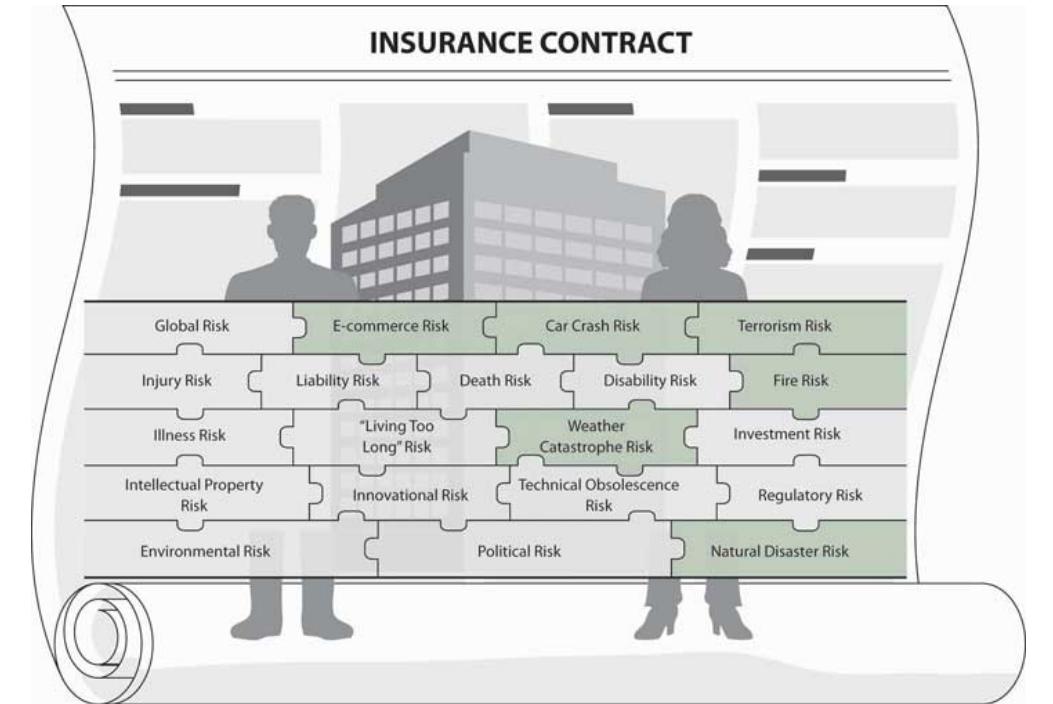 INSURANCE CONTRACT
Global Risk
E-commerce Risk
Car Crash Risk
Terrorism Risk
Injury Risk
Liability Risk
Death Risk
Disability Risk
Fire Risk
Illness Risk
"Living Too
Long" Risk
Weather
Catastrophe Risk
Investment Risk
Intellectual Property
Risk
Innovational Risk
Technical Obsolescence
Risk
Regulatory Risk
Environmental Risk
Political Risk
Natural Disaster Risk